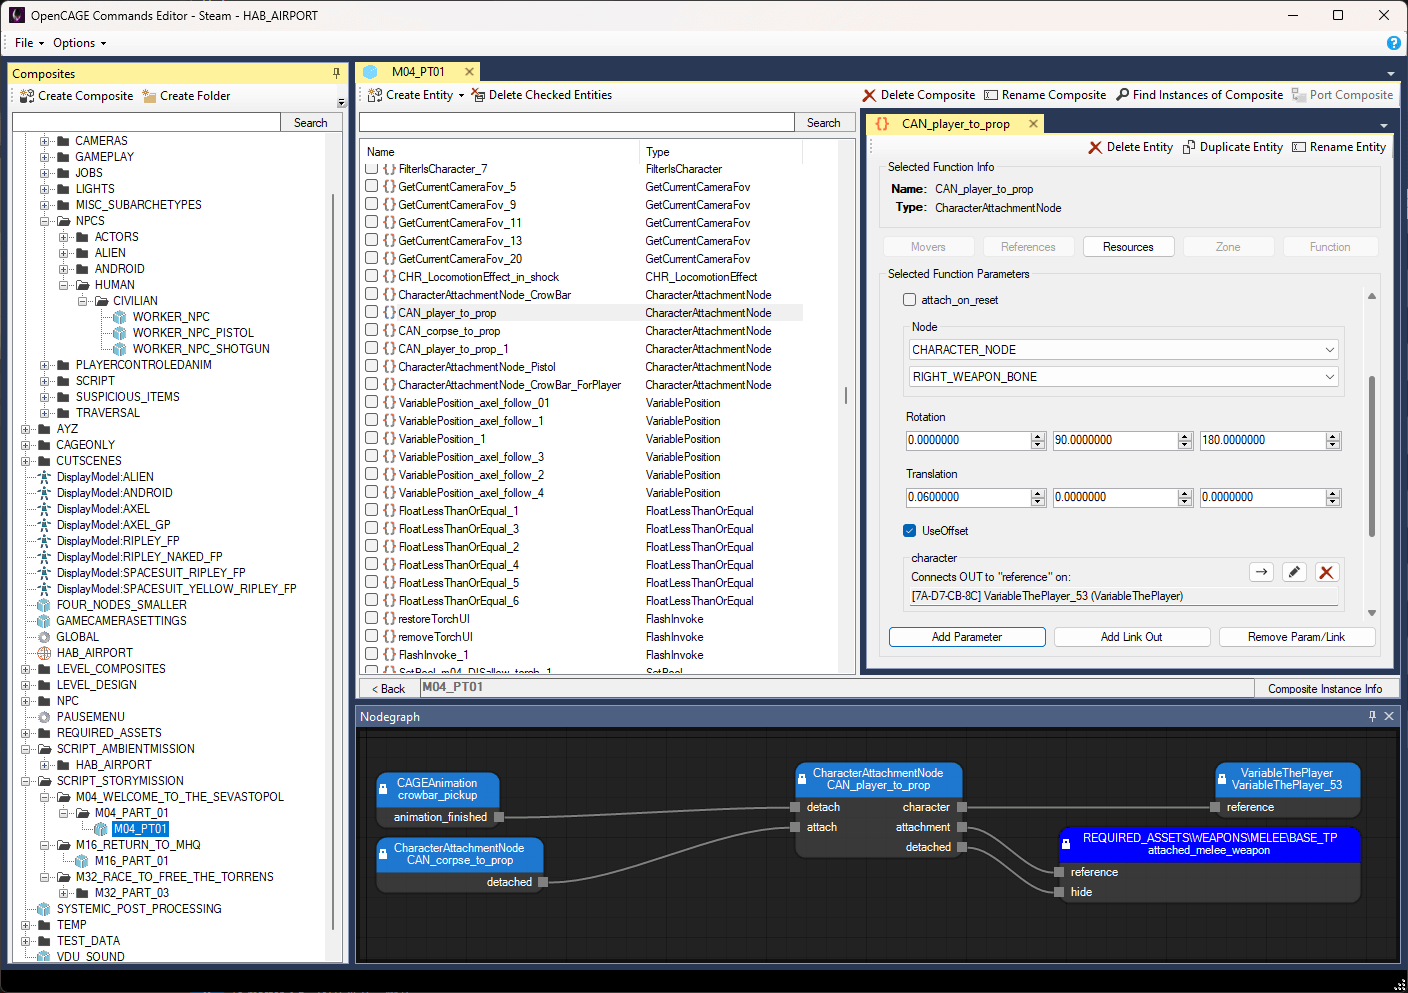 OpenCAGE Commands Editor - Steam - HAB_AIRPORT
File
Options
Composites
Create Composite
Create Folder
Search
CAMERAS
GAMEPLAY
JOBS
LIGHTS
MISC_SUBARCHETYPES
NPCS
ACTORS
ALIEN
ANDROID
HUMAN
CIVILIAN
WORKER_NPC
WORKER_NPC_PISTOL
WORKER_NPC_SHOTGUN
PLAYERCONTROLEDANIM
SCRIPT
SUSPICIOUS_ITEMS
TRAVERSAL
AYZ
CAGEONLY
CUTSCENES
DisplayModel:ALIEN
DisplayModel:ANDROID
DisplayModel:AXEL
DisplayModel:AXEL_GP
DisplayModel:RIPLEY_FP
DisplayModel:RIPLEY_NAKED_FP
DisplayModel:SPACESUIT_RIPLEY_FP
DisplayModel:SPACESUIT_YELLOW_RIPLEY_FP
FOUR_NODES_SMALLER
GAMECAMERASETTINGS
GLOBAL
HAB_AIRPORT
LEVEL_COMPOSITES
LEVEL_DESIGN
NPC
PAUSEMENU
REQUIRED_ASSETS
SCRIPT_AMBIENTMISSION
HAB_AIRPORT
SCRIPT_STORYMISSION
M04_WELCOME_TO_THE_SEVASTOPOL
M04_PART_01
M04_PT01
M16_RETURN_TO_MHQ
M16_PART_01
M32_RACE_TO_FREE_THE_TORRENS
M32_PART_03
SYSTEMIC_POST_PROCESSING
TEMP
TEST_DATA
VDU_SOUND
M04_PT01
Create Entity
Delete Checked Entities
Delete Composite
Rename Composite
Find Instances of Composite
Port Composite
Search
Name Type
FilterIsCharacter_7 FilterIsCharacter
GetCurrentCameraFov_5 GetCurrentCameraFov
GetCurrentCameraFov_9 GetCurrentCameraFov
GetCurrentCameraFov_11 GetCurrentCameraFov
GetCurrentCameraFov_13 GetCurrentCameraFov
GetCurrentCameraFov_20 GetCurrentCameraFov
CHR_LocomotionEffect_in_shock CHR_LocomotionEffect
CharacterAttachmentNode_CrowBar CharacterAttachmentNode
CAN_player_to_prop CharacterAttachmentNode
CAN_corpse_to_prop CharacterAttachmentNode
CAN_player_to_prop_1 CharacterAttachmentNode
CharacterAttachmentNode_Pistol CharacterAttachmentNode
CharacterAttachmentNode_CrowBar_ForPlayer CharacterAttachmentNode
VariablePosition_axel_follow_01 VariablePosition
VariablePosition_axel_follow_1 VariablePosition
VariablePosition_1 VariablePosition
VariablePosition_axel_follow_3 VariablePosition
VariablePosition_axel_follow_2 VariablePosition
VariablePosition_axel_follow_4 VariablePosition
FloatLessThanOrEqual_1 FloatLessThanOrEqual
FloatLessThanOrEqual_3 FloatLessThanOrEqual
FloatLessThanOrEqual_2 FloatLessThanOrEqual
FloatLessThanOrEqual_4 FloatLessThanOrEqual
FloatLessThanOrEqual_5 FloatLessThanOrEqual
FloatLessThanOrEqual_6 FloatLessThanOrEqual
restoreTorchUI FlashInvoke
removeTorchUI FlashInvoke
FlashInvoke_1 FlashInvoke
CAN_player_to_prop
Delete Entity
Duplicate Entity
Rename Entity
Selected Function Info
Name: CAN_player_to_prop
Type: CharacterAttachmentNode
Movers
References
Resources
Zone
Function
Selected Function Parameters
attach_on_reset
Node
CHARACTER_NODE
RIGHT_WEAPON_BONE
Rotation
0.0000000 90.0000000 180.0000000
Translation
0.0600000 0.0000000 0.0000000
UseOffset
character
Connects OUT to "reference" on:
[7A-D7-CB-8C] VariableThePlayer_53 (VariableThePlayer)
Add Parameter
Add Link Out
Remove Param/Link
< Back
M04_PT01
Composite Instance Info
Nodegraph
CAGEAnimation
crowbar_pickup
animation_finished
CharacterAttachmentNode
CAN_corpse_to_prop
detached
CharacterAttachmentNode
CAN_player_to_prop
detach character
attach attachment
detached
VariableThePlayer
VariableThePlayer_53
reference
REQUIRED_ASSETS\WEAPONS\MELEE\BASE_TP
attached_melee_weapon
reference
hide